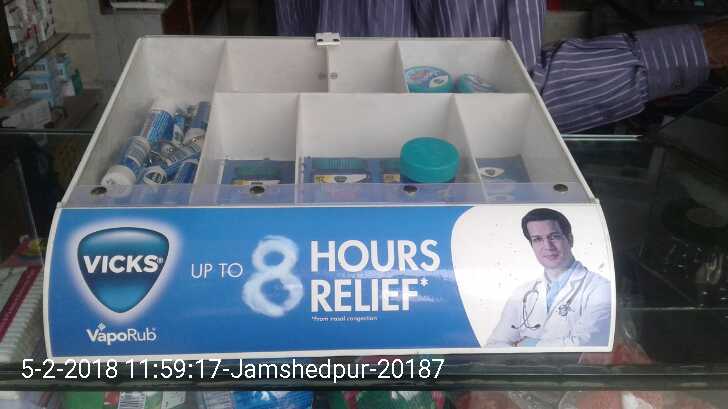 VICKS®
VapoRub®
UP TO 8 HOURS RELIEF*
*From nasal congestion
5-2-2018 11:59:17-Jamshedpur-20187